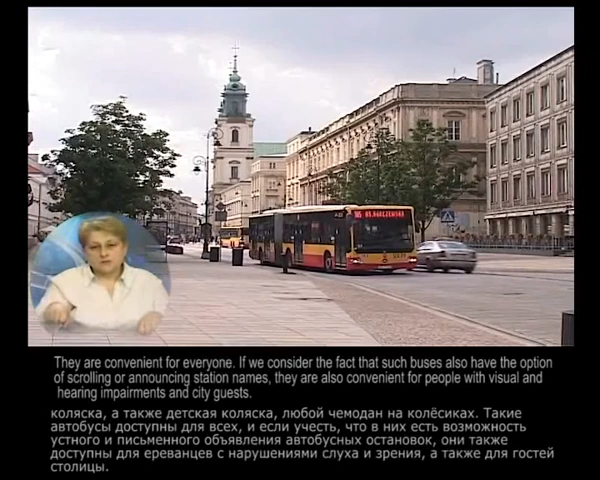 They are convenient for everyone. If we consider the fact that such buses also have the option
of scrolling or announcing station names, they are also convenient for people with visual and
hearing impairments and city guests.
коляска, а также детская коляска, любой чемодан на колёсиках. Такие
автобусы доступны для всех, и если учесть, что в них есть возможность
устного и письменного объявления автобусных остановок, они также
доступны для ереванцев с нарушениями слуха и зрения, а также для гостей
столицы.